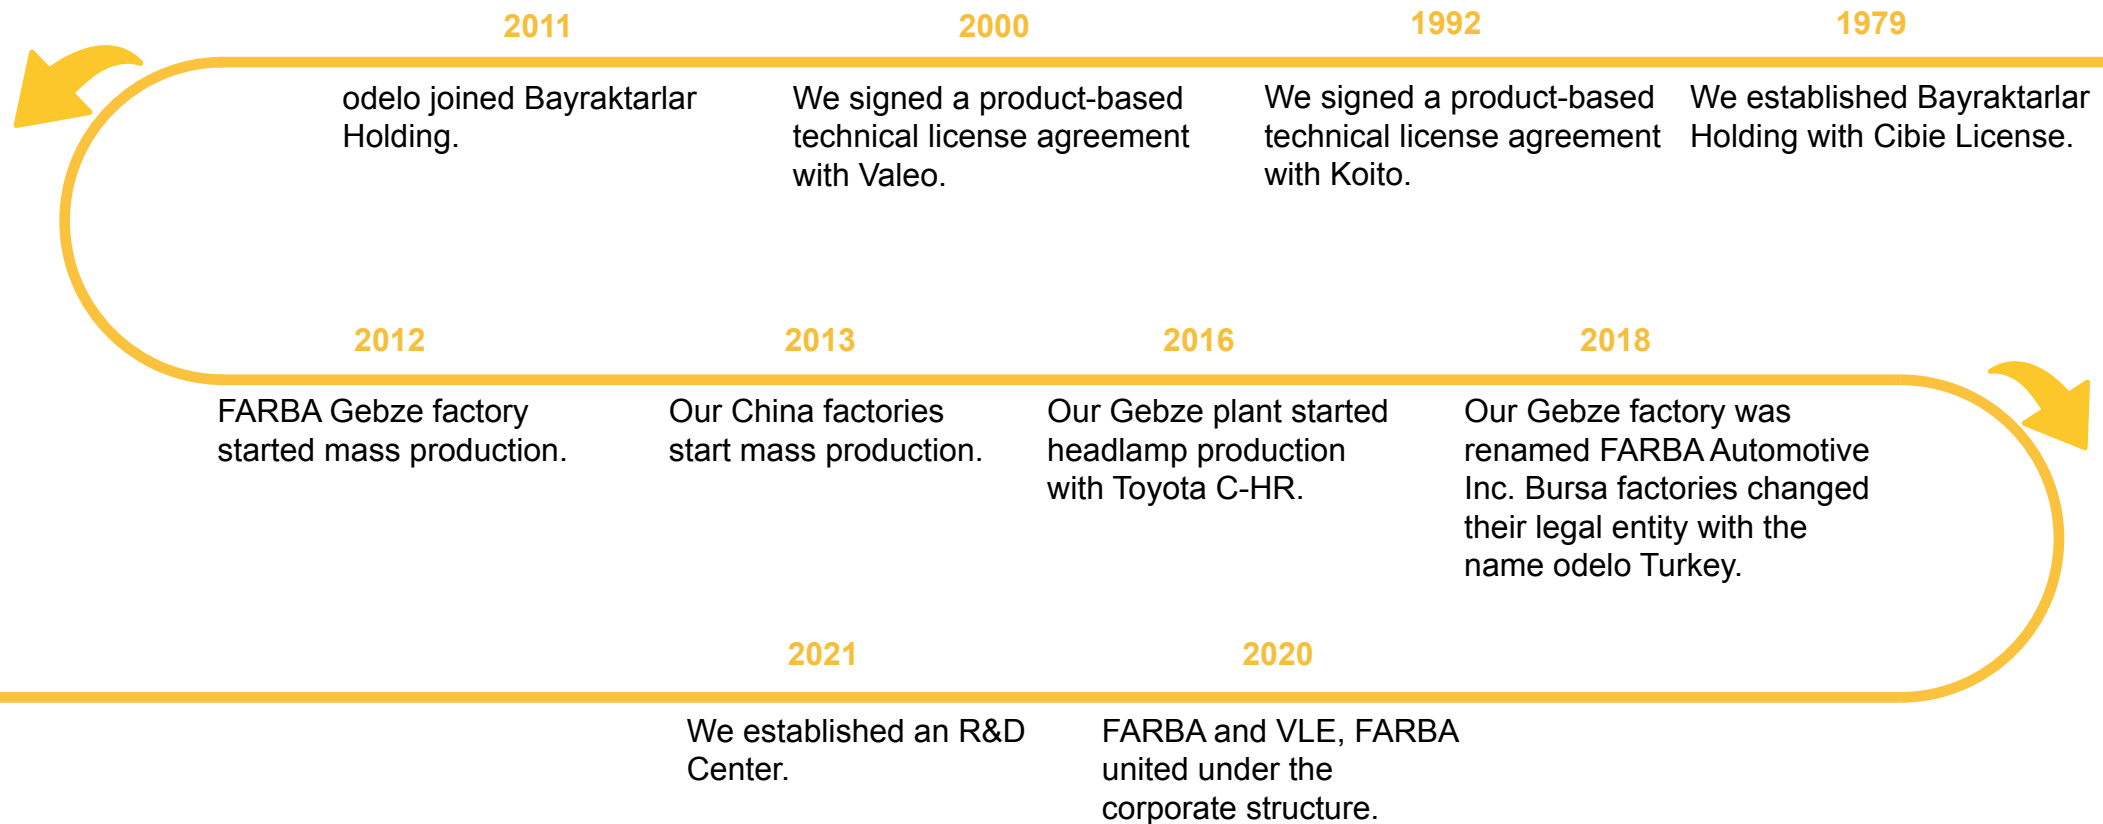 2011
odelo joined Bayraktarlar
Holding.
2000
We signed a product-based
technical license agreement
with Valeo.
1992
We signed a product-based
technical license agreement
with Koito.
1979
We established Bayraktarlar
Holding with Cibie License.
2012
FARBA Gebze factory
started mass production.
2013
Our China factories
start mass production.
2016
Our Gebze plant started
headlamp production
with Toyota C-HR.
2018
Our Gebze factory was
renamed FARBA Automotive
Inc. Bursa factories changed
their legal entity with the
name odelo Turkey.
2021
We established an R&D
Center.
2020
FARBA and VLE, FARBA
united under the
corporate structure.